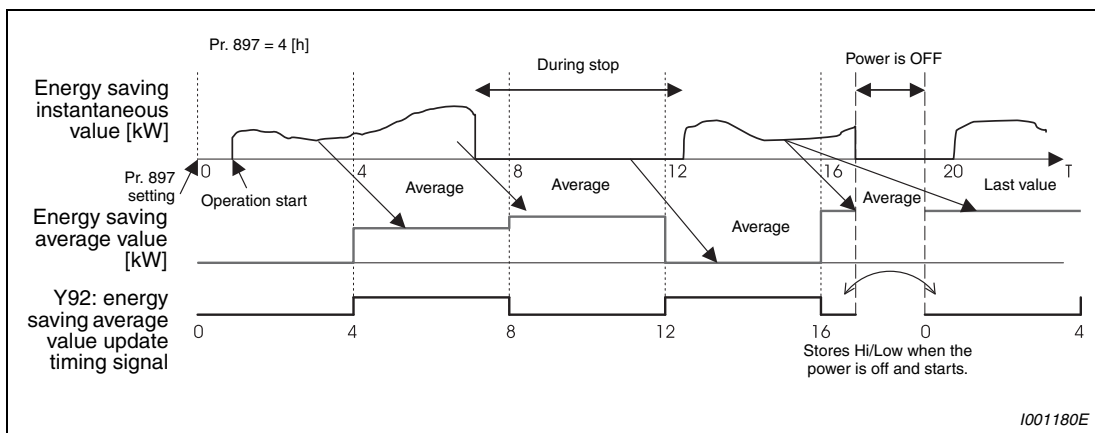 Pr. 897 = 4 [h]
During stop
Power is OFF
Energy saving
instantaneous
value [kW]
0
4
8
12
16
20
T
Pr. 897
setting
Operation start
Average
Average
Average
Average
Last value
Energy saving
average value
[kW]
Y92: energy
saving average
value update
timing signal
0
4
8
12
16
0
4
Stores Hi/Low when the
power is off and starts.
I001180E